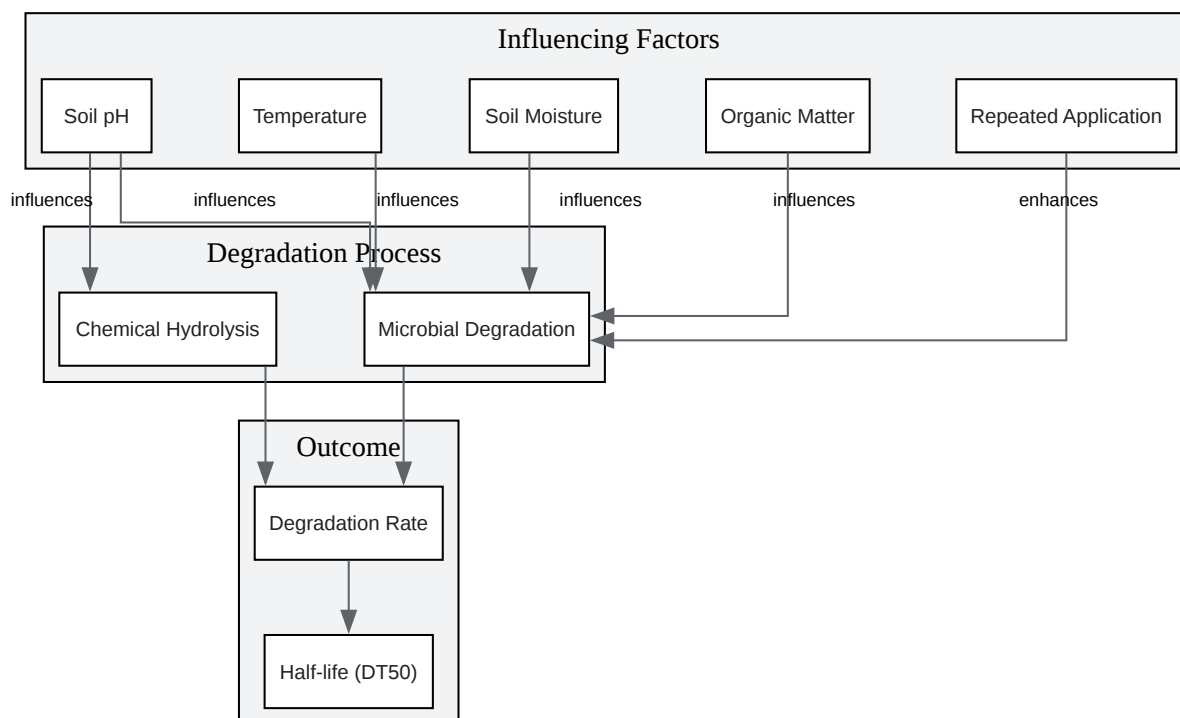 Influencing Factors
Soil pH
Temperature
Soil Moisture
Organic Matter
Repeated Application
influences
influences
influences
influences
influences
enhances
Degradation Process
Chemical Hydrolysis
Microbial Degradation
Outcome
Degradation Rate
Half-life (DT50)